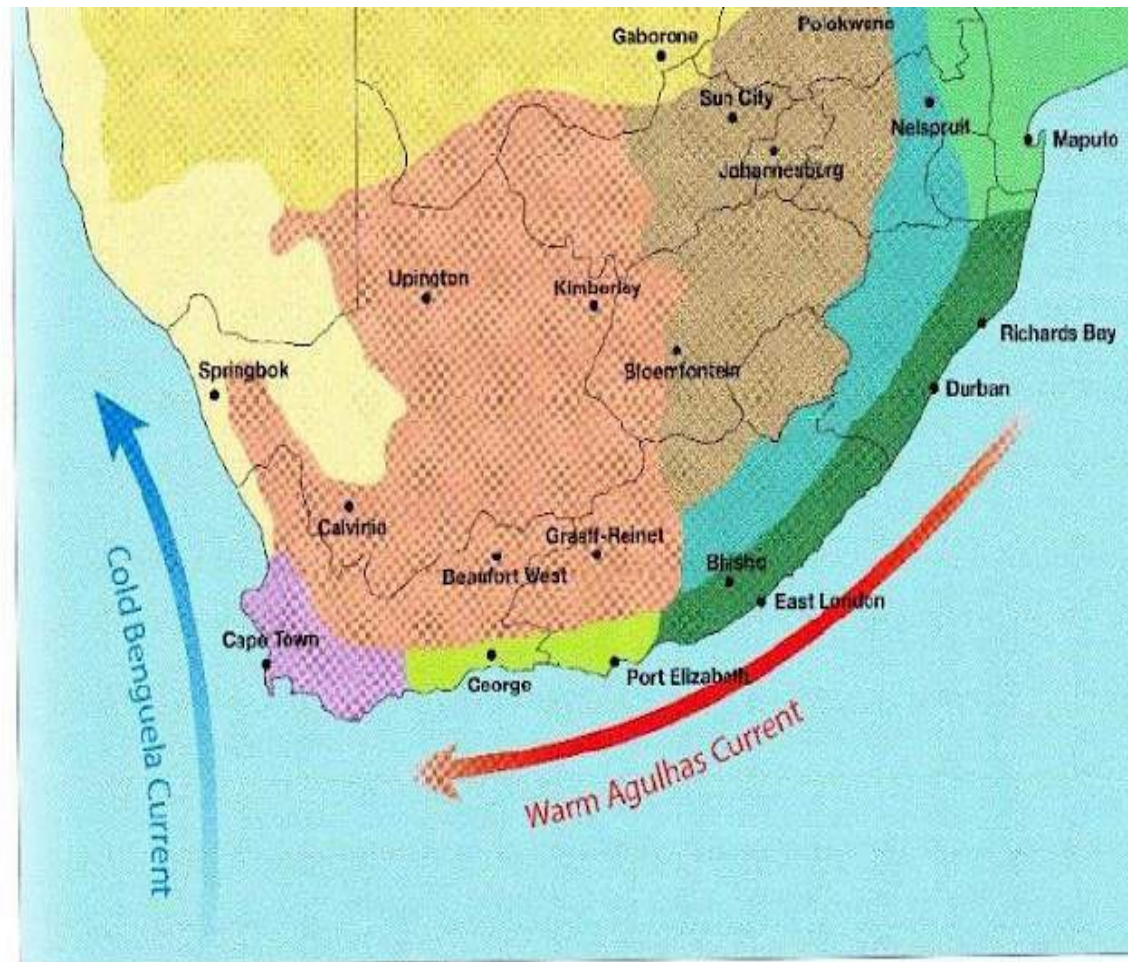 Polokwane
Gaborone
Sun City
Nelspruit
Maputo
Johannesburg
Upington
Kimberley
Richards Bay
Springbok
Bloemfontein
Durban
Calvinia
Graaff-Reinet
Beaufort West
Bhisho
East London
Cape Town
George
Port Elizabeth
Cold Benguela Current
Warm Agulhas Current